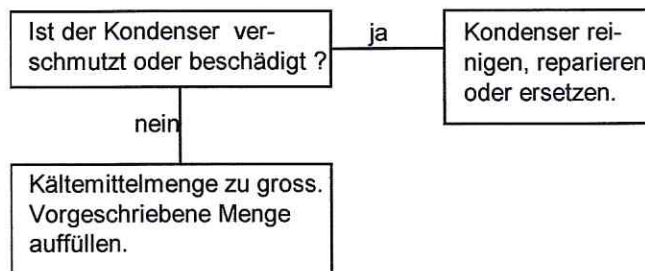 Ist der Kondenser ver-
schmutzt oder beschädigt ?
ja
Kondenser rei-
nigen, reparieren
oder ersetzen.
nein
Kältemittelmenge zu gross.
Vorgeschriebene Menge
auffüllen.